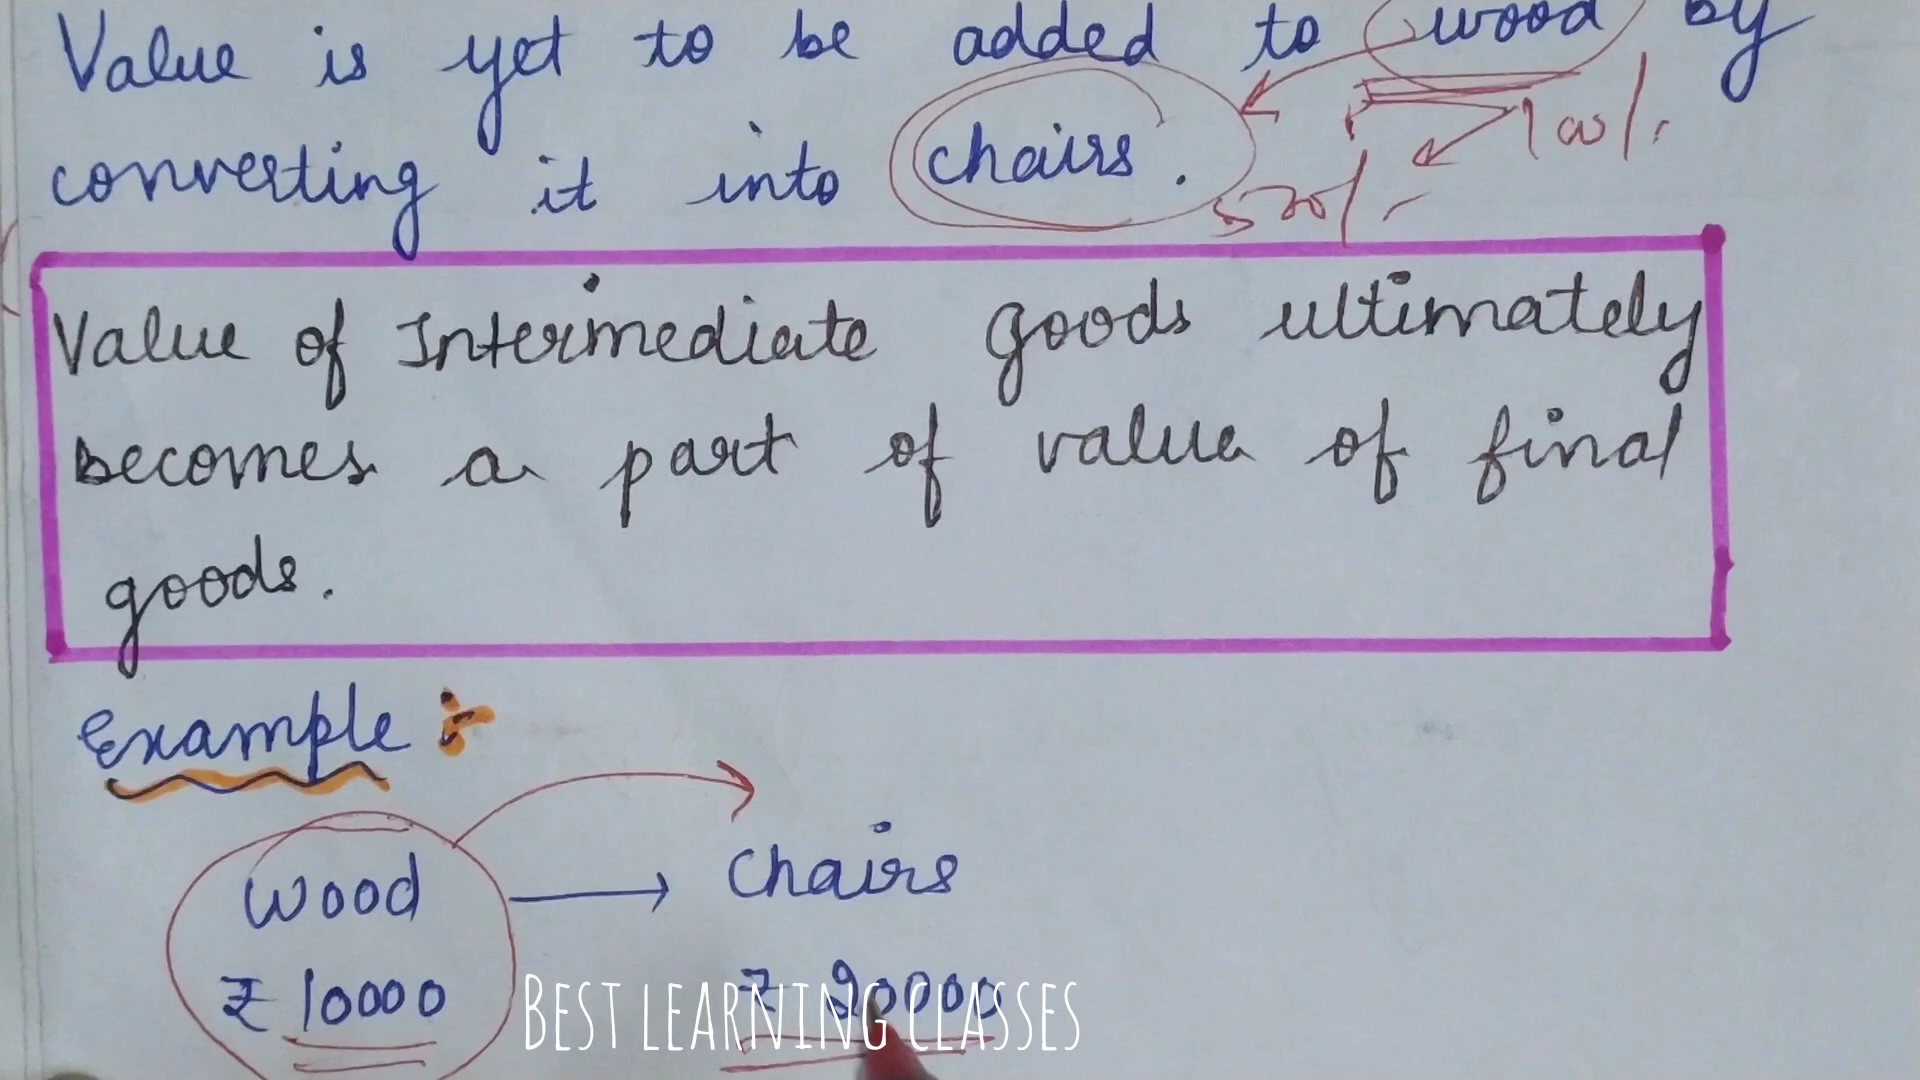 Value is yet to be added to wood by
converting it into chairs.
100/.
Value of Intermediate goods ultimately
becomes a part of value of final
goods.
Example :-
Wood → Chairs
₹ 10000 ₹ 20000
BEST LEARNING CLASSES